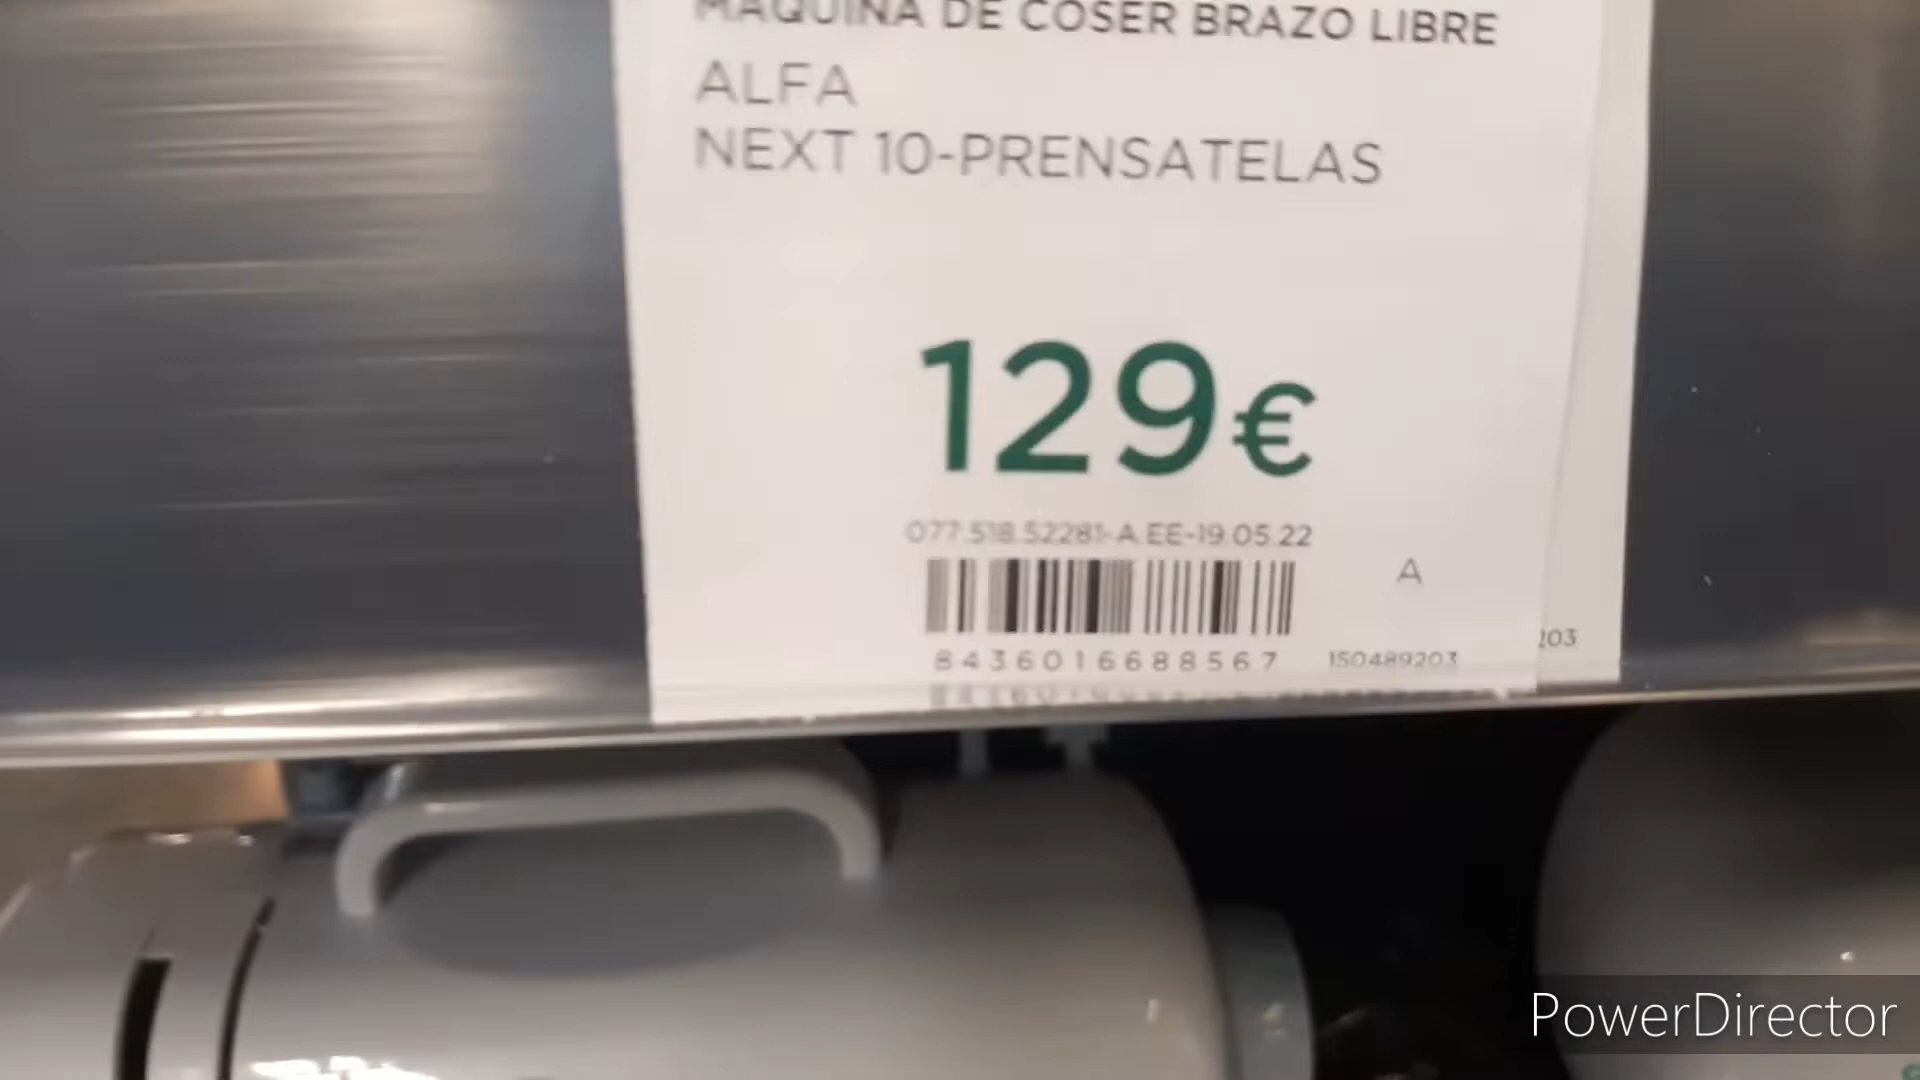 MAQUINA DE COSER BRAZO LIBRE
ALFA
NEXT 10-PRENSATELAS
129€
077.518.52281-A.EE-19.05.22
A
8436016688567
150489203
203
PowerDirector